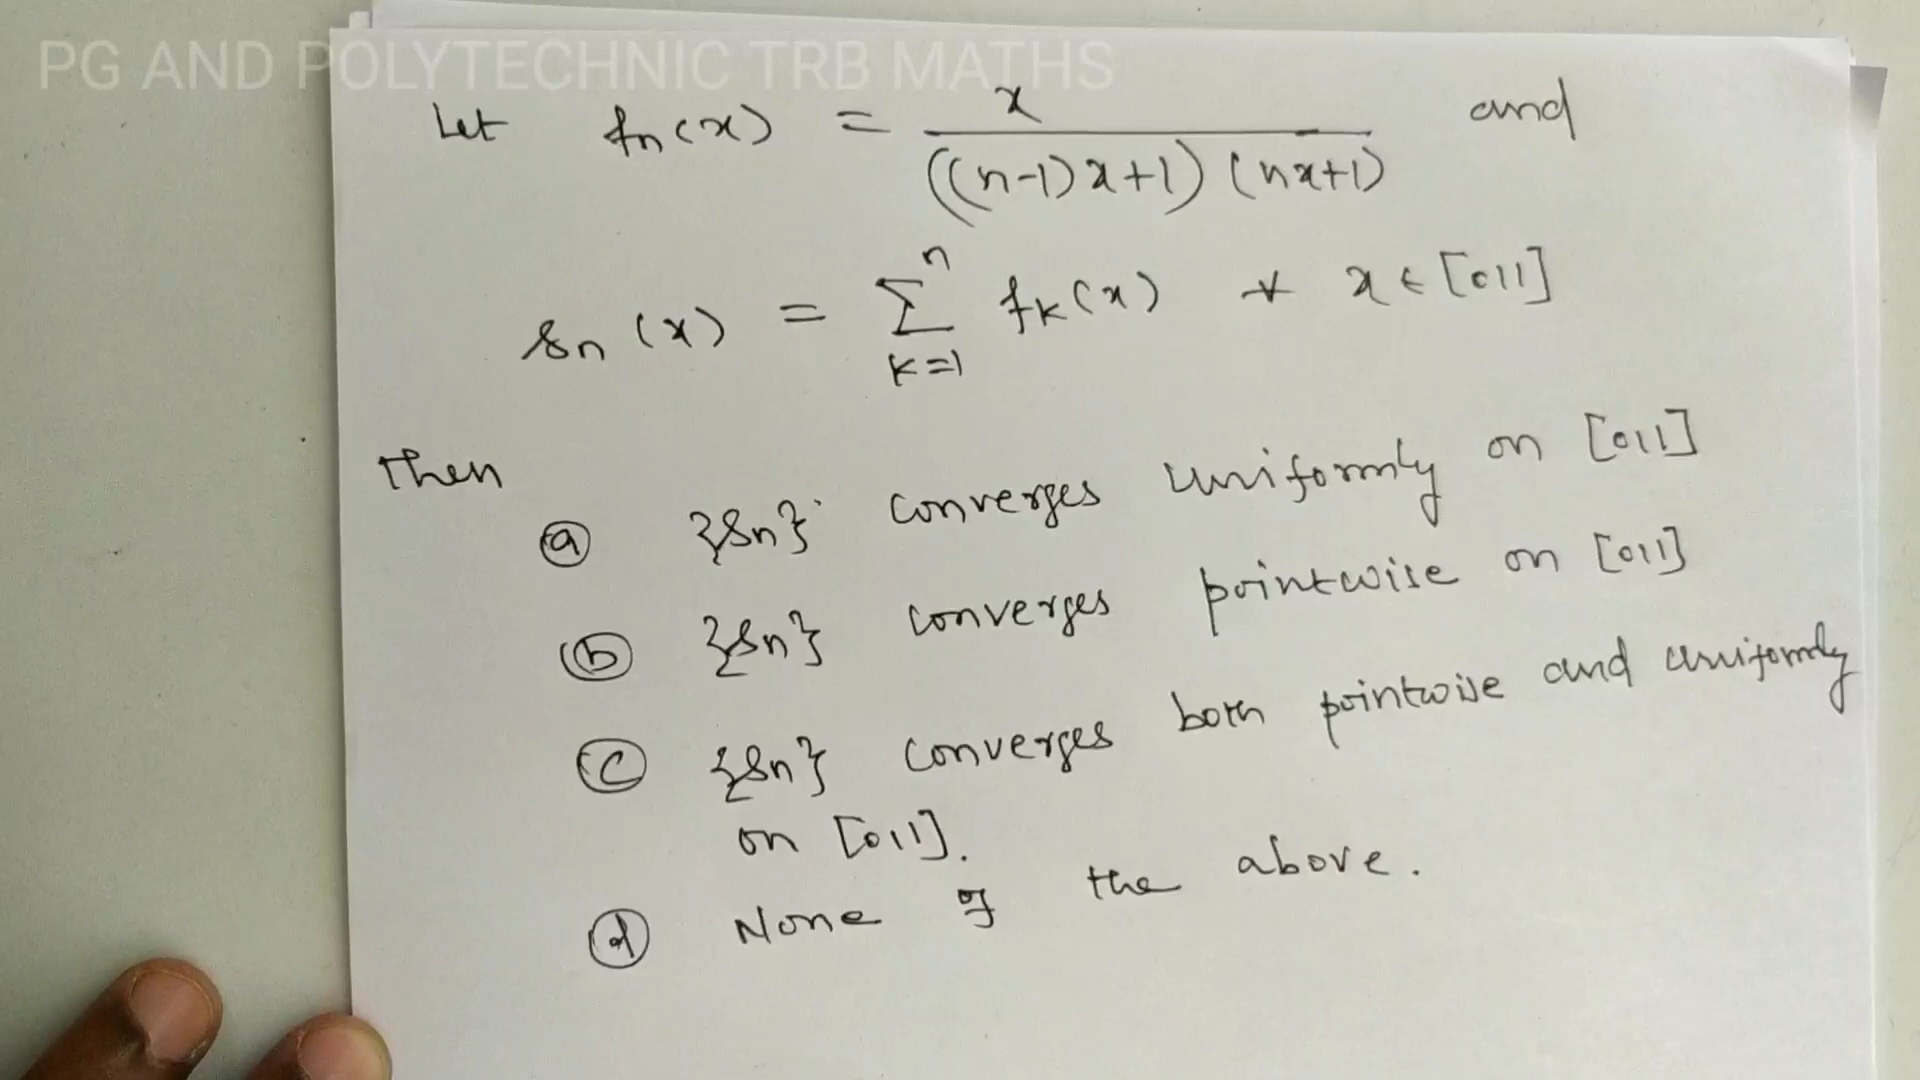 PG AND POLYTECHNIC TRB MATHS
Let fn(x) = x / ((n-1)x+1)(nx+1) and
Sn(x) = Σ_{k=1}^{n} fk(x) ∀ x ∈ [0,1]
Then
ⓐ {Sn} converges uniformly on [0,1]
ⓑ {Sn} converges pointwise on [0,1]
ⓒ {Sn} converges both pointwise and uniformly
on [0,1].
ⓓ None of the above.